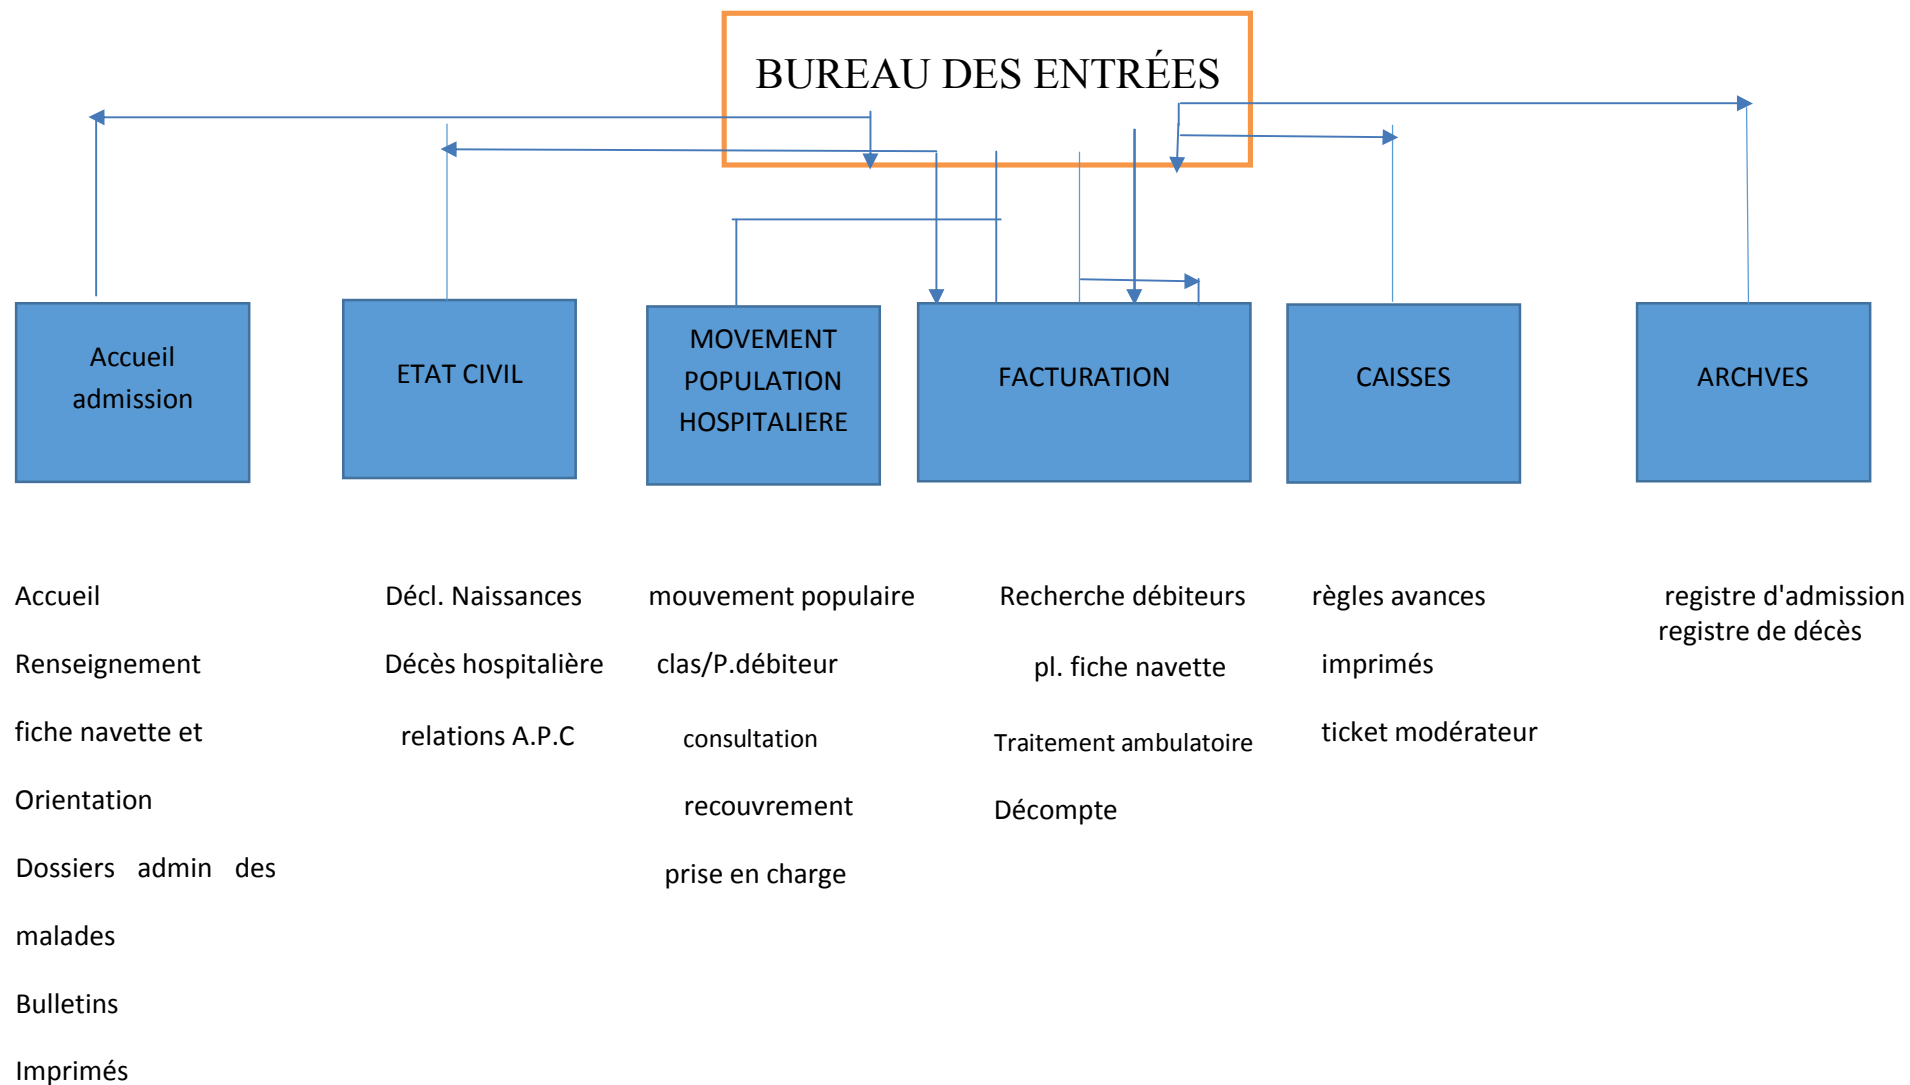 BUREAU DES ENTRÉES
Accueil
admission
ETAT CIVIL
MOVEMENT
POPULATION
HOSPITALIERE
FACTURATION
CAISSES
ARCHVES
Accueil
Renseignement
fiche navette et
Orientation
Dossiers admin des
malades
Bulletins
Imprimés
Décl. Naissances
Décès hospitalière
relations A.P.C
mouvement populaire
clas/P.débiteur
consultation
recouvrement
prise en charge
Recherche débiteurs
pl. fiche navette
Traitement ambulatoire
Décompte
règles avances
imprimés
ticket modérateur
registre d'admission
registre de décès